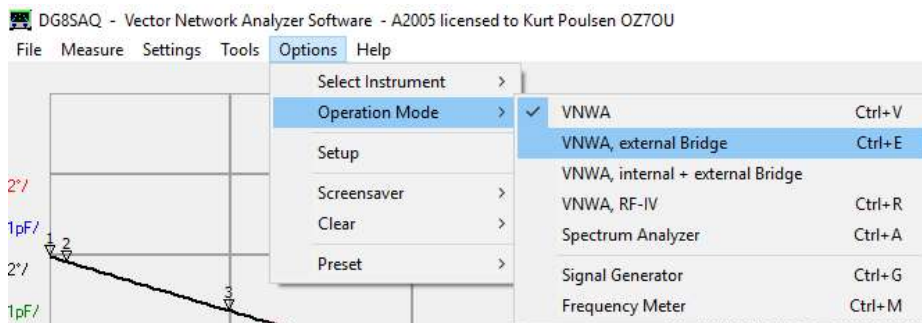 DG8SAQ - Vector Network Analyzer Software - A2005 licensed to Kurt Poulsen OZ7OU
File Measure Settings Tools Options Help
Select Instrument >
Operation Mode >
Setup
Screensaver >
Clear >
Preset >
✓ VNWA Ctrl+V
VNWA, external Bridge Ctrl+E
VNWA, internal + external Bridge
VNWA, RF-IV Ctrl+R
Spectrum Analyzer Ctrl+A
Signal Generator Ctrl+G
Frequency Meter Ctrl+M
2°/
1pF/
2°/
1pF/
1 2
3